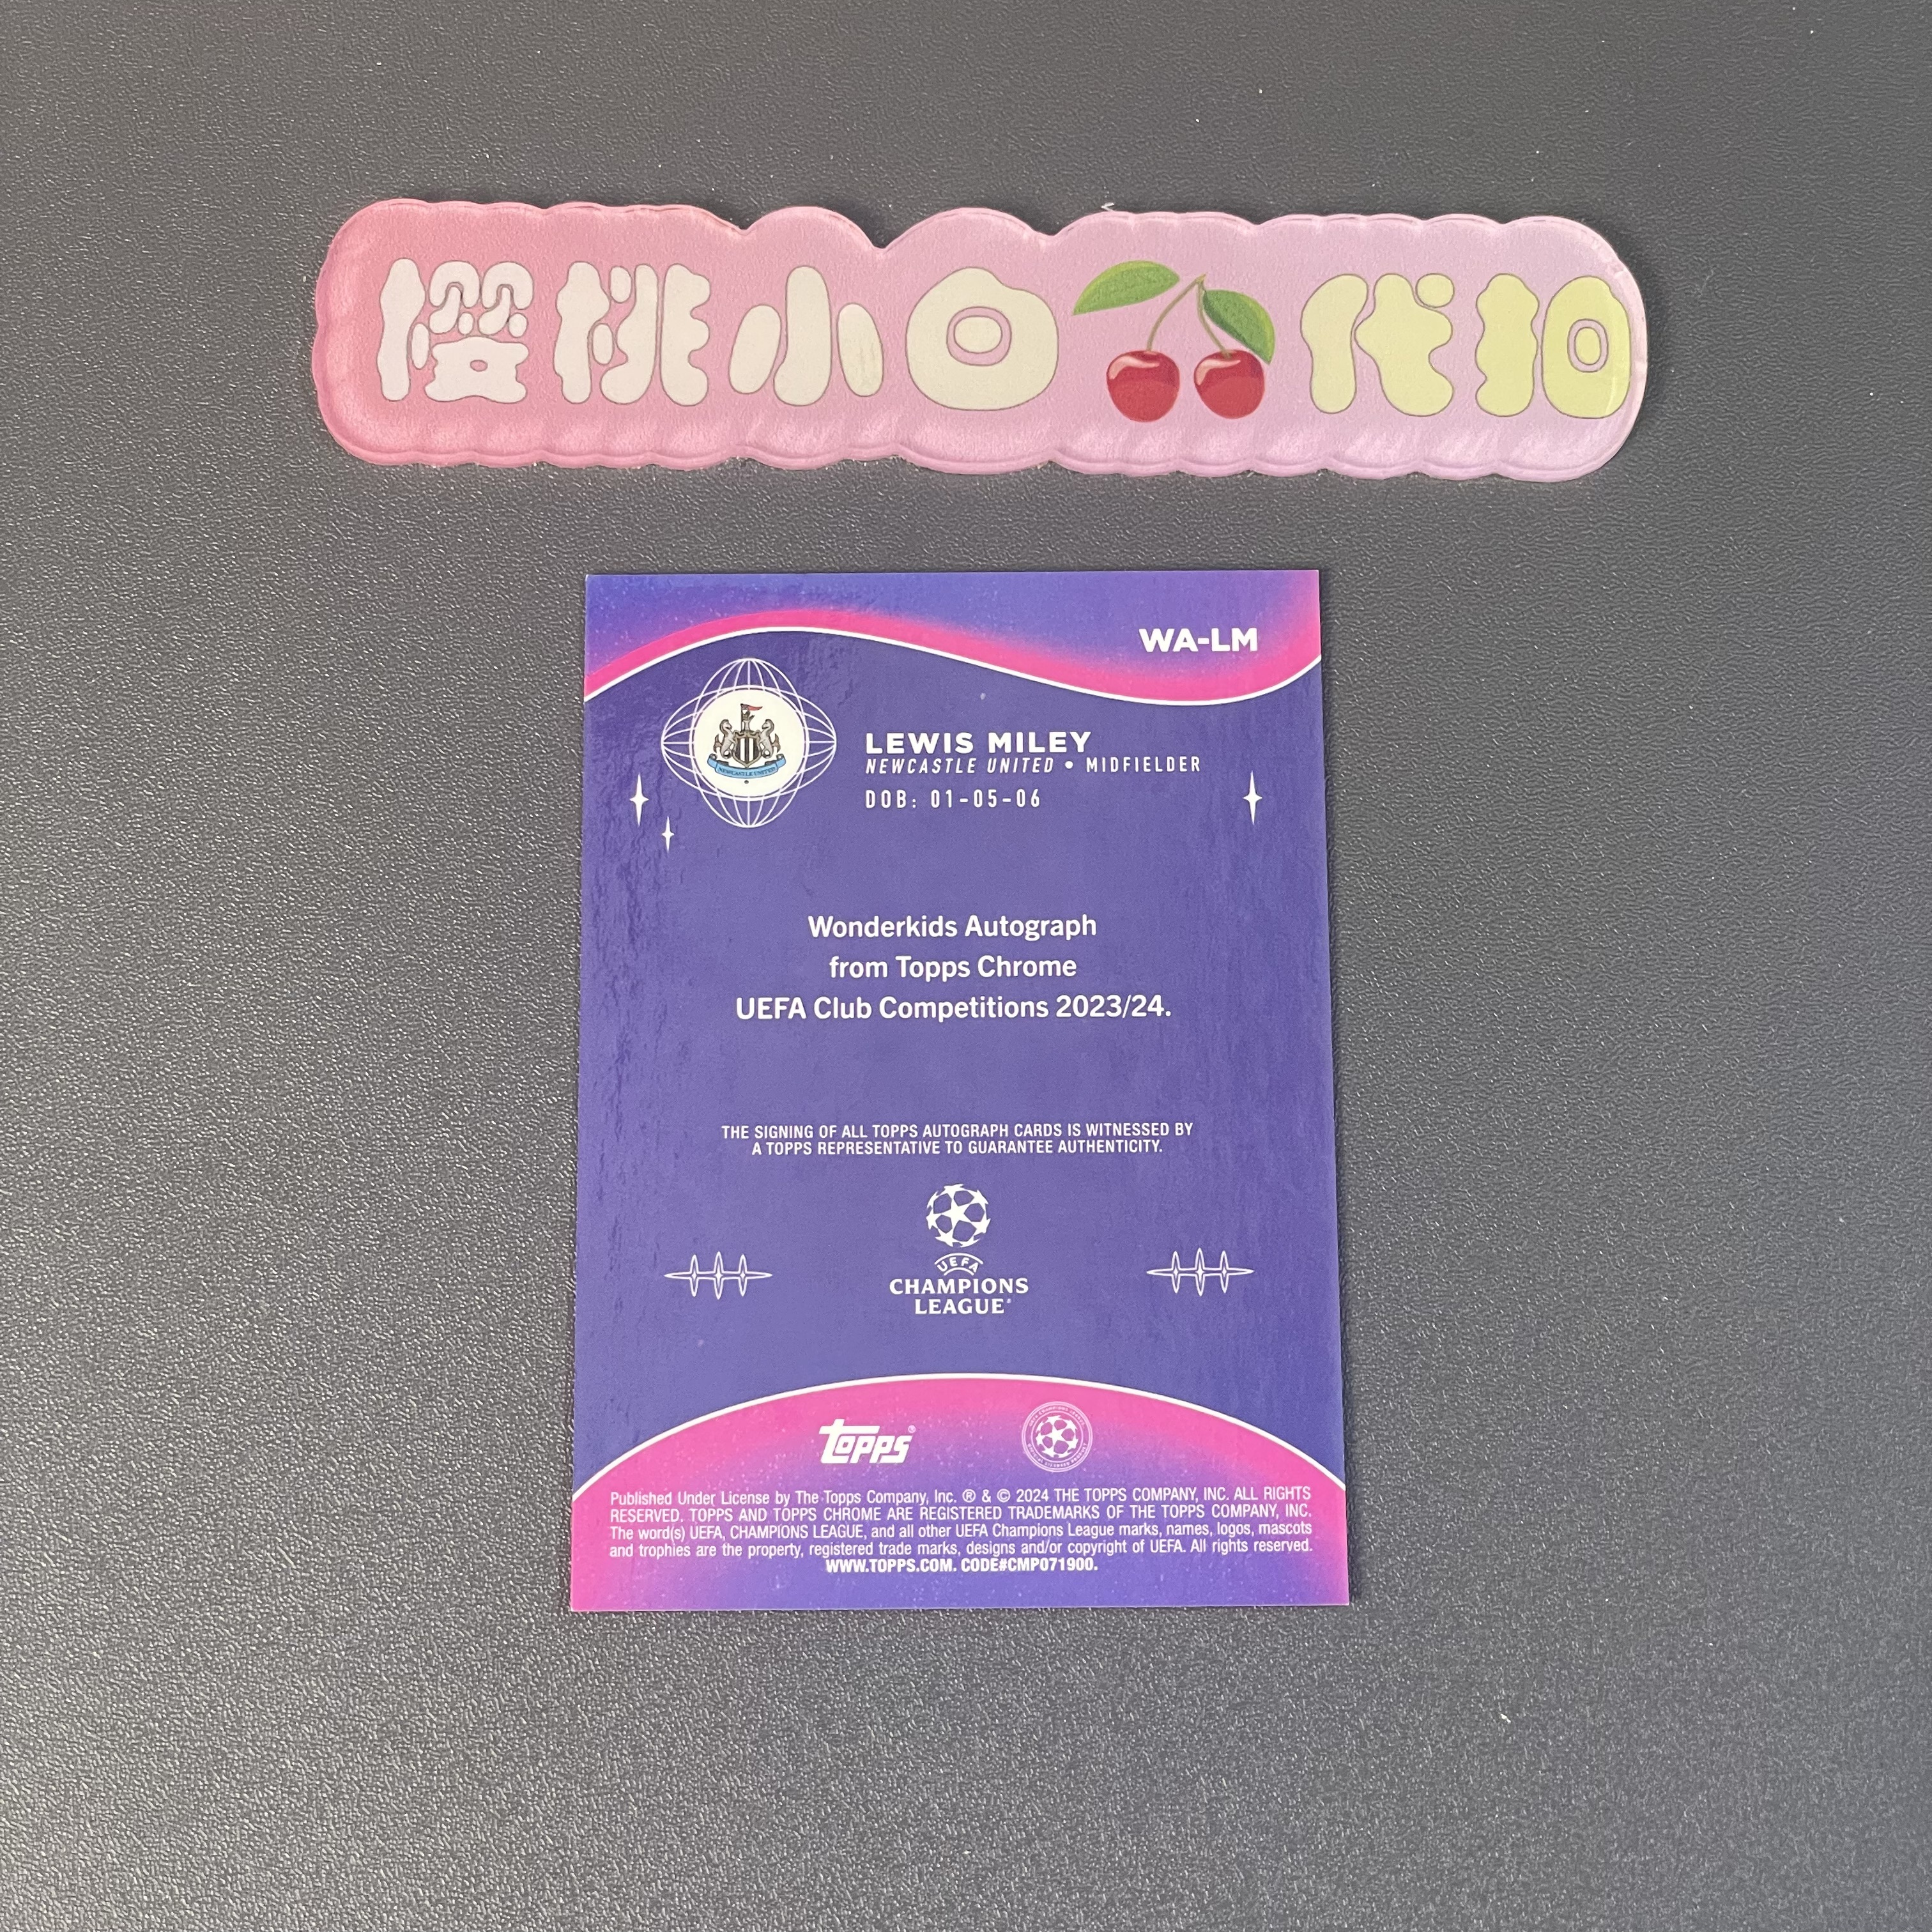 樱桃小白代拍
WA-LM
NEWCASTLE UNITED
LEWIS MILEY
NEWCASTLE UNITED • MIDFIELDER
DOB: 01-05-06
Wonderkids Autograph
from Topps Chrome
UEFA Club Competitions 2023/24.
THE SIGNING OF ALL TOPPS AUTOGRAPH CARDS IS WITNESSED BY
A TOPPS REPRESENTATIVE TO GUARANTEE AUTHENTICITY.
UEFA
CHAMPIONS
LEAGUE®
topps®
Published Under License by The Topps Company, Inc. ® & © 2024 THE TOPPS COMPANY, INC. ALL RIGHTS
RESERVED. TOPPS AND TOPPS CHROME ARE REGISTERED TRADEMARKS OF THE TOPPS COMPANY, INC.
The word(s) UEFA, CHAMPIONS LEAGUE, and all other UEFA Champions League marks, names, logos, mascots
and trophies are the property, registered trade marks, designs and/or copyright of UEFA. All rights reserved.
WWW.TOPPS.COM. CODE#CMP071900.